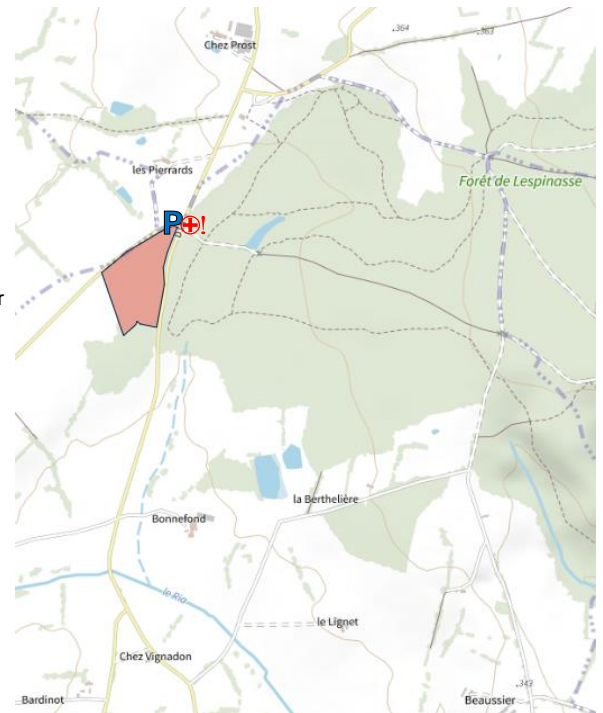 .364
.363
Chez Prost
les Pierrards
Forêt de Lespinasse
P !
r
la Berthelière
Bonnefond
le Ria
le Lignet
Chez Vignadon
.343
Bardinot
Beaussier